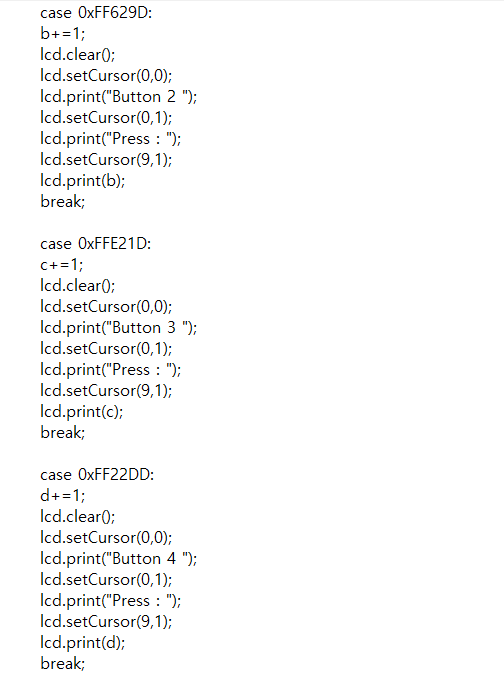 case 0xFF629D:
b+=1;
lcd.clear();
lcd.setCursor(0,0);
lcd.print("Button 2 ");
lcd.setCursor(0,1);
lcd.print("Press : ");
lcd.setCursor(9,1);
lcd.print(b);
break;
case 0xFFE21D:
c+=1;
lcd.clear();
lcd.setCursor(0,0);
lcd.print("Button 3 ");
lcd.setCursor(0,1);
lcd.print("Press : ");
lcd.setCursor(9,1);
lcd.print(c);
break;
case 0xFF22DD:
d+=1;
lcd.clear();
lcd.setCursor(0,0);
lcd.print("Button 4 ");
lcd.setCursor(0,1);
lcd.print("Press : ");
lcd.setCursor(9,1);
lcd.print(d);
break;